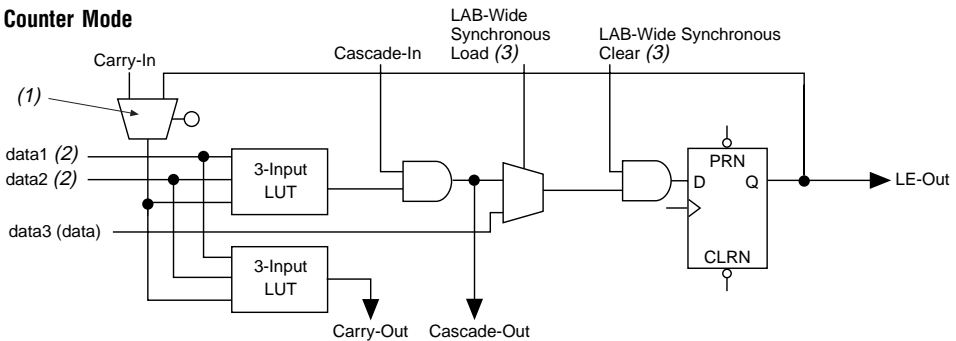 Counter Mode
LAB-Wide
Synchronous
Load (3)
LAB-Wide Synchronous
Clear (3)
Carry-In
Cascade-In
(1)
data1 (2)
data2 (2)
3-Input
LUT
PRN
D Q
LE-Out
data3 (data)
3-Input
LUT
CLRN
Carry-Out
Cascade-Out